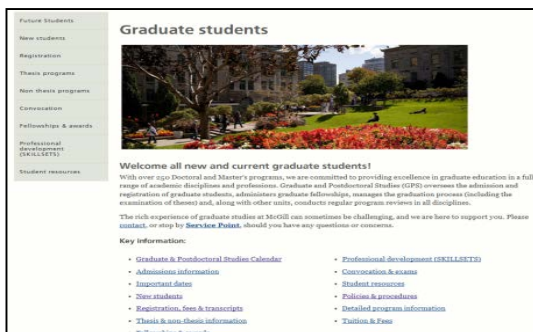 Future Students
New students
Registration
Thesis programs
Non thesis programs
Convocation
Fellowships & awards
Professional
development
(SKILLSETS)
Student resources
Graduate students
Welcome all new and current graduate students!
With over 250 Doctoral and Master's programs, we are committed to providing excellence in graduate education in a full
range of academic disciplines and professions. Graduate and Postdoctoral Studies (GPS) oversees the admission and
registration of graduate students, administers graduate fellowships, manages the graduation process (including the
examination of theses) and, along with other units, conducts regular program reviews in all disciplines.
The rich experience of graduate studies at McGill can sometimes be challenging, and we are here to support you. Please
contact, or stop by Service Point, should you have any questions or concerns.
Key information:
• Graduate & Postdoctoral Studies Calendar
• Admissions information
• Important dates
• New students
• Registration, fees & transcripts
• Thesis & non-thesis information
• Professional development (SKILLSETS)
• Convocation & exams
• Student resources
• Policies & procedures
• Detailed program information
• Tuition & Fees